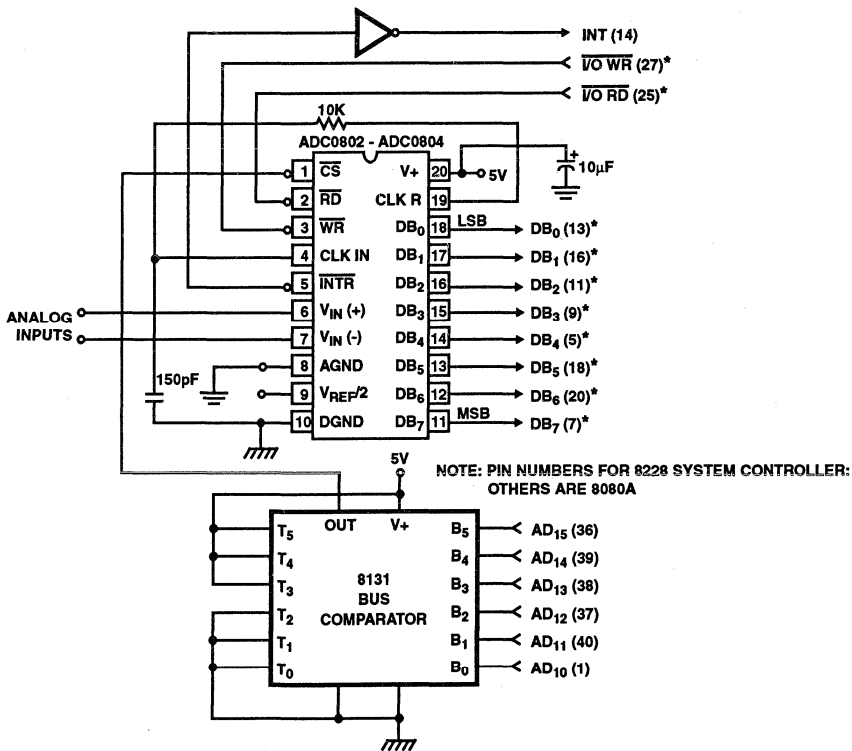 INT (14)
I/O WR (27)*
I/O RD (25)*
10K
ADC0802 - ADC0804
1 CS V+ 20 5V
+ 10µF
2 RD CLK R 19
3 WR DB0 18 LSB DB0 (13)*
4 CLK IN DB1 17 DB1 (16)*
5 INTR DB2 16 DB2 (11)*
6 VIN (+) DB3 15 DB3 (9)*
ANALOG
INPUTS
7 VIN (-) DB4 14 DB4 (5)*
8 AGND DB5 13 DB5 (18)*
150pF
9 VREF/2 DB6 12 DB6 (20)*
10 DGND DB7 11 MSB DB7 (7)*
5V
NOTE: PIN NUMBERS FOR 8228 SYSTEM CONTROLLER:
OTHERS ARE 8080A
OUT V+
T5 B5 AD15 (36)
T4 B4 AD14 (39)
T3 B3 AD13 (38)
8131
BUS
COMPARATOR
T2 B2 AD12 (37)
T1 B1 AD11 (40)
T0 B0 AD10 (1)